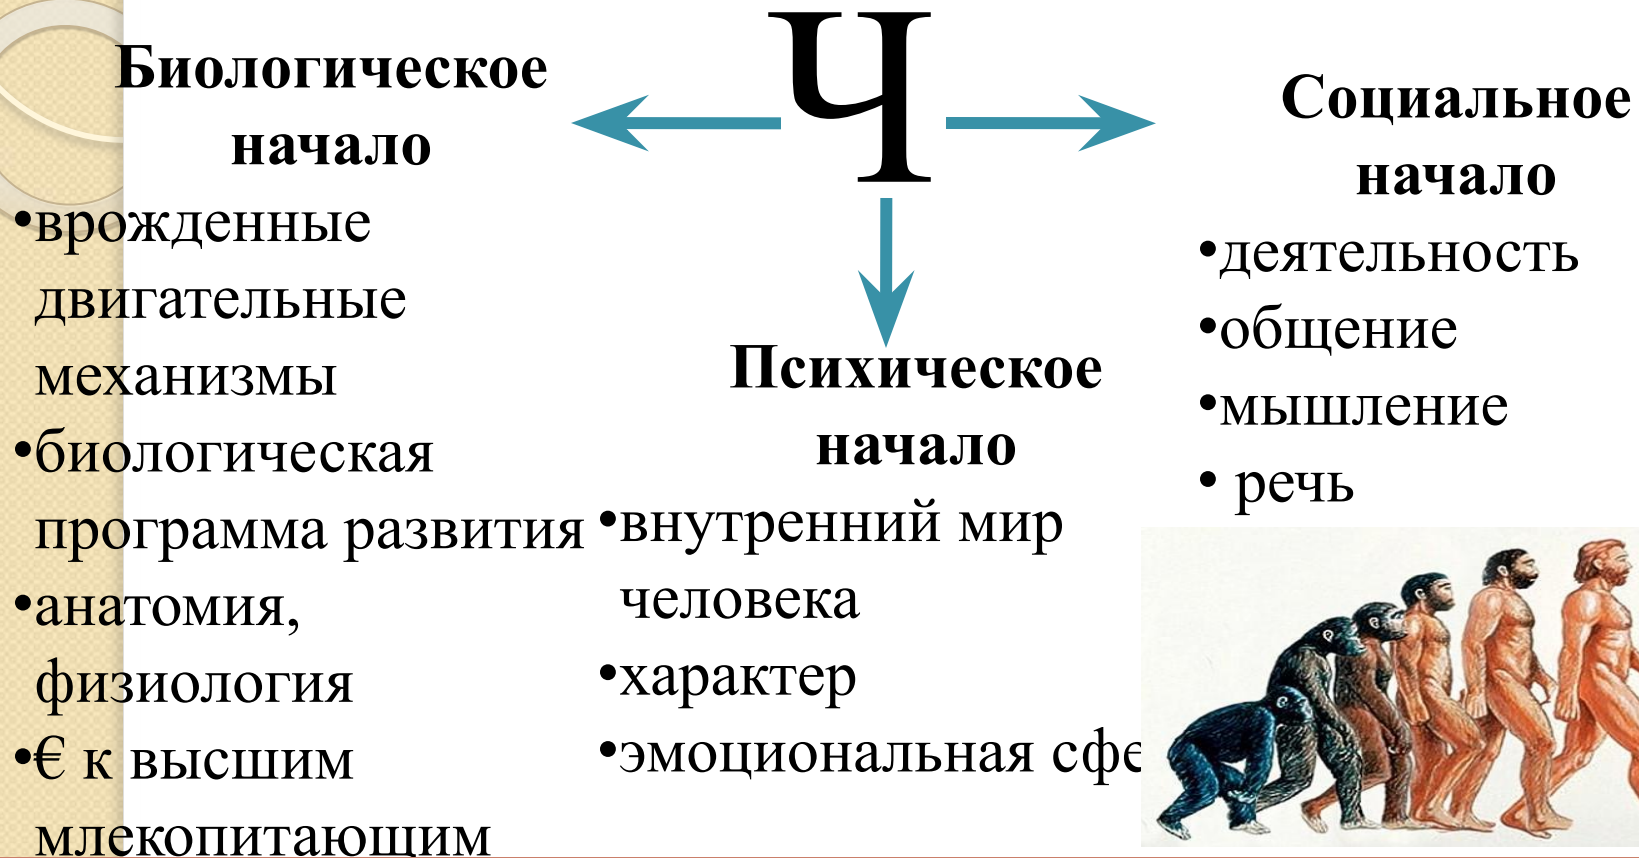 Ч
Биологическое
начало
•врожденные
двигательные
механизмы
•биологическая
программа развития
•анатомия,
физиология
•€ к высшим
млекопитающим
Психическое
начало
•внутренний мир
человека
•характер
•эмоциональная сфе
Социальное
начало
•деятельность
•общение
•мышление
• речь